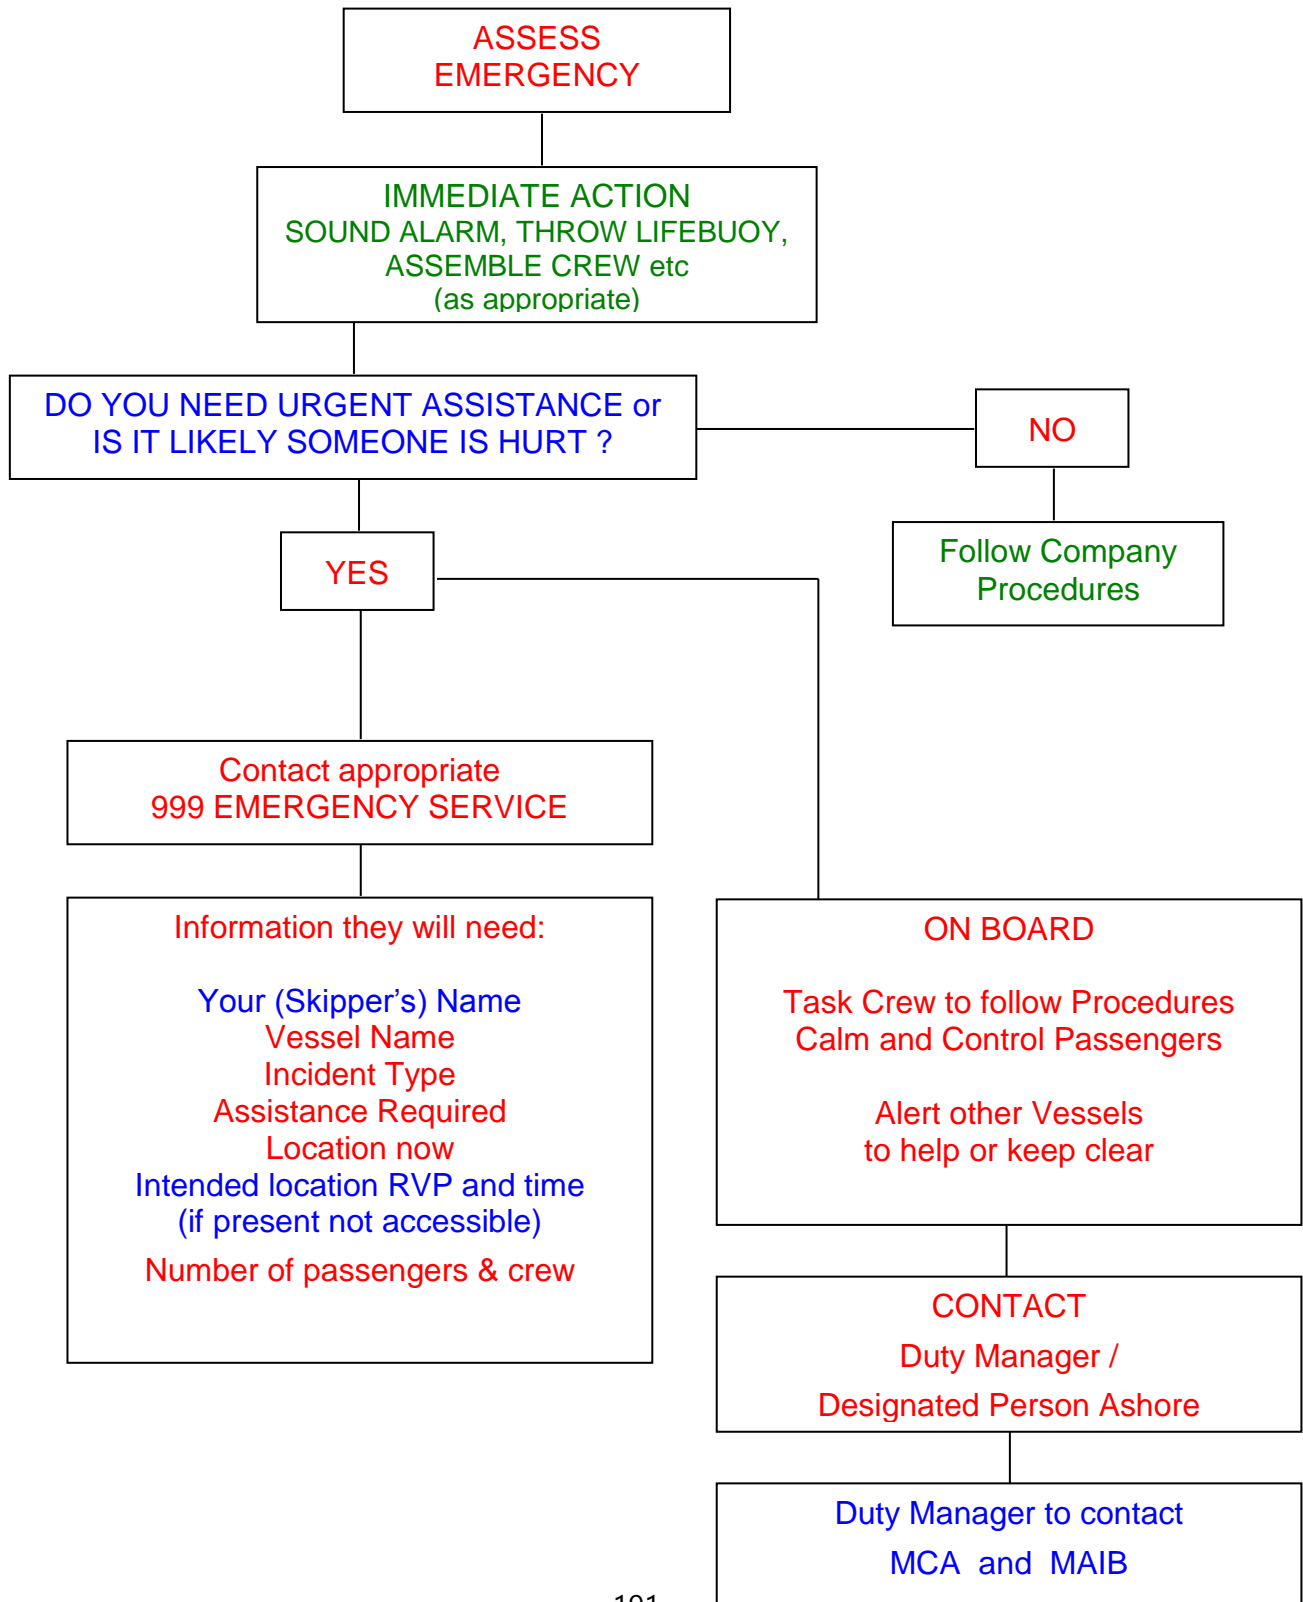 ASSESS
EMERGENCY
IMMEDIATE ACTION
SOUND ALARM, THROW LIFEBUOY,
ASSEMBLE CREW etc
(as appropriate)
DO YOU NEED URGENT ASSISTANCE or
IS IT LIKELY SOMEONE IS HURT ?
NO
Follow Company
Procedures
YES
Contact appropriate
999 EMERGENCY SERVICE
Information they will need:
Your (Skipper’s) Name
Vessel Name
Incident Type
Assistance Required
Location now
Intended location RVP and time
(if present not accessible)
Number of passengers & crew
ON BOARD
Task Crew to follow Procedures
Calm and Control Passengers
Alert other Vessels
to help or keep clear
CONTACT
Duty Manager /
Designated Person Ashore
Duty Manager to contact
MCA and MAIB